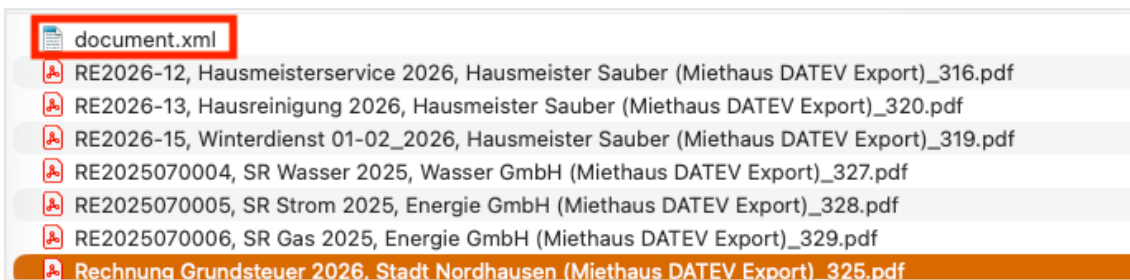 document.xml
RE2026-12, Hausmeisterservice 2026, Hausmeister Sauber (Miethaus DATEV Export)_316.pdf
RE2026-13, Hausreinigung 2026, Hausmeister Sauber (Miethaus DATEV Export)_320.pdf
RE2026-15, Winterdienst 01-02_2026, Hausmeister Sauber (Miethaus DATEV Export)_319.pdf
RE2025070004, SR Wasser 2025, Wasser GmbH (Miethaus DATEV Export)_327.pdf
RE2025070005, SR Strom 2025, Energie GmbH (Miethaus DATEV Export)_328.pdf
RE2025070006, SR Gas 2025, Energie GmbH (Miethaus DATEV Export)_329.pdf
Rechnung Grundsteuer 2026, Stadt Nordhausen (Miethaus DATEV Export)_325.pdf